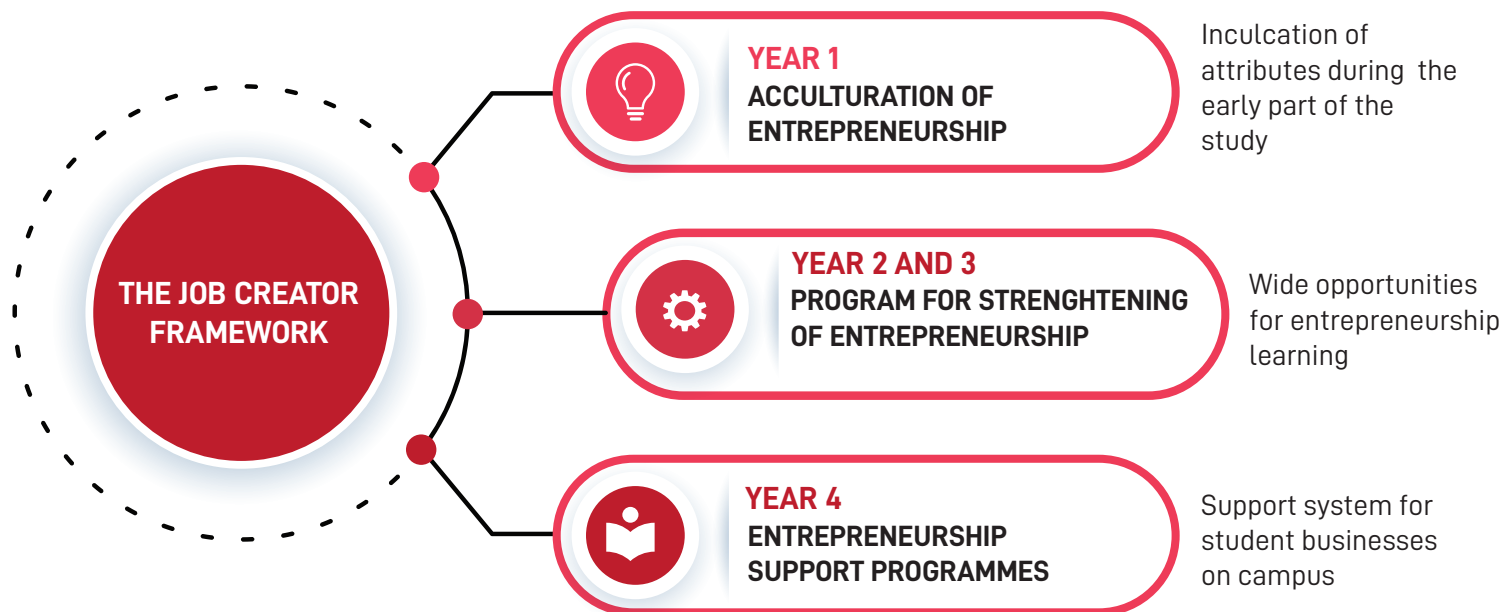 THE JOB CREATOR
FRAMEWORK
YEAR 1
ACCULTURATION OF
ENTREPRENEURSHIP
Inculcation of
attributes during the
early part of the
study
YEAR 2 AND 3
PROGRAM FOR STRENGHTENING
OF ENTREPRENEURSHIP
Wide opportunities
for entrepreneurship
learning
YEAR 4
ENTREPRENEURSHIP
SUPPORT PROGRAMMES
Support system for
student businesses
on campus